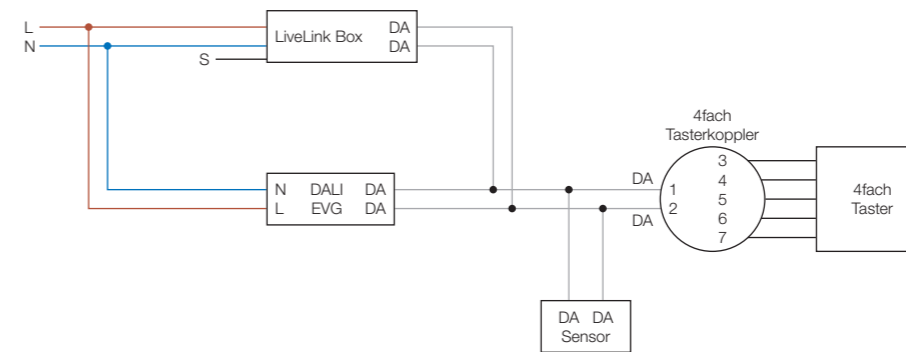 L
N
S
LiveLink Box
DA
DA
N DALI DA
L EVG DA
4fach
Tasterkoppler
DA
DA
1
2
3
4
5
6
7
4fach
Taster
DA DA
Sensor